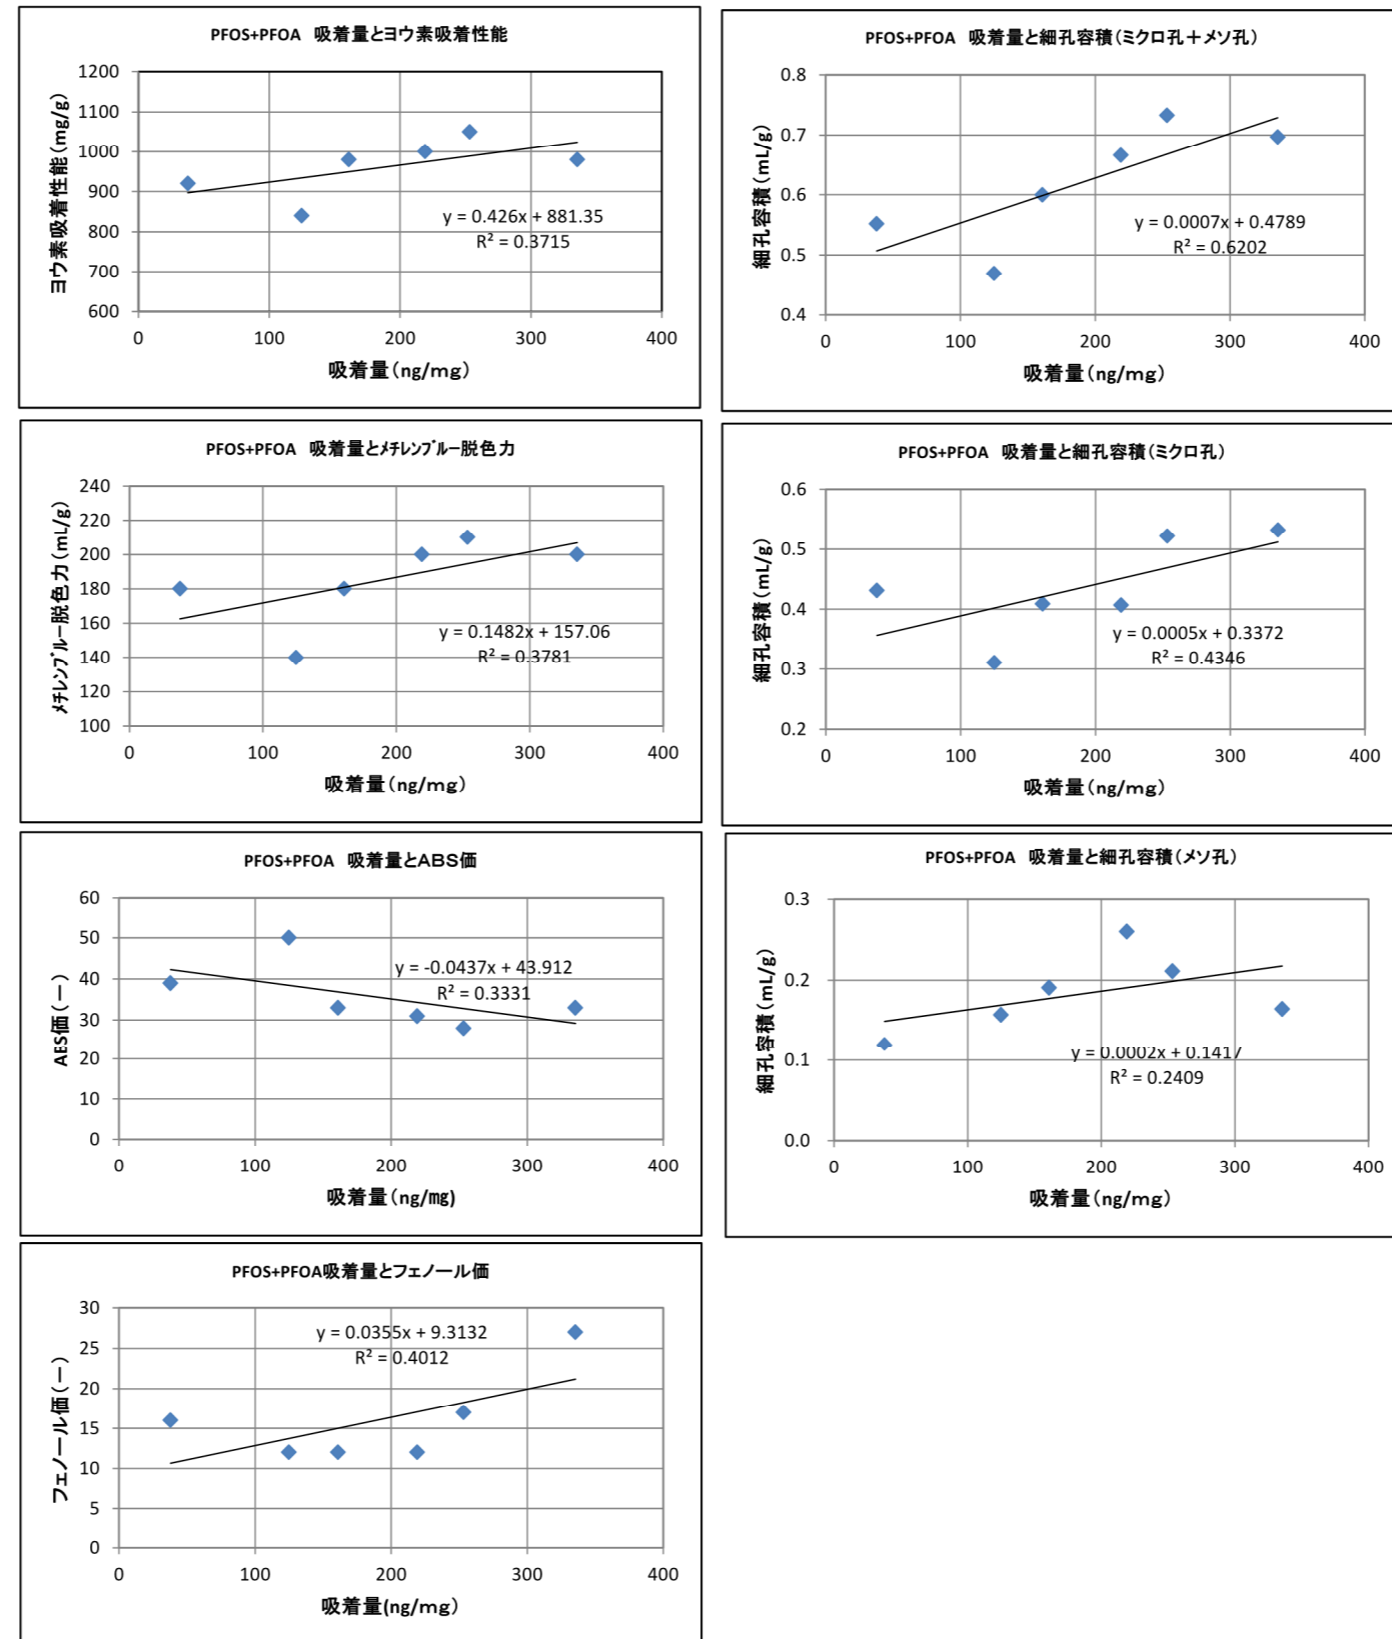 PFOS+PFOA 吸着量とヨウ素吸着性能
1200
1100
1000
900
800
700
600
ヨウ素吸着性能(mg/g)
y = 0.426x + 881.35
R² = 0.3715
0 100 200 300 400
吸着量(ng/mg)
PFOS+PFOA 吸着量と細孔容積(ミクロ孔+メソ孔)
0.8
0.7
0.6
0.5
0.4
細孔容積(mL/g)
y = 0.0007x + 0.4789
R² = 0.6202
0 100 200 300 400
吸着量(ng/mg)
PFOS+PFOA 吸着量とメチレンブルー脱色力
240
220
200
180
160
140
120
100
メチレンブルー脱色力(mL/g)
y = 0.1482x + 157.06
R² = 0.3781
0 100 200 300 400
吸着量(ng/mg)
PFOS+PFOA 吸着量と細孔容積(ミクロ孔)
0.6
0.5
0.4
0.3
0.2
細孔容積(mL/g)
y = 0.0005x + 0.3372
R² = 0.4346
0 100 200 300 400
吸着量(ng/mg)
PFOS+PFOA 吸着量とABS価
60
50
40
30
20
10
0
AES価(ー)
y = -0.0437x + 43.912
R² = 0.3331
0 100 200 300 400
吸着量(ng/mg)
PFOS+PFOA 吸着量と細孔容積(メソ孔)
0.3
0.2
0.1
0.0
細孔容積(mL/g)
y = 0.0002x + 0.1417
R² = 0.2409
0 100 200 300 400
吸着量(ng/mg)
PFOS+PFOA吸着量とフェノール価
30
25
20
15
10
5
0
フェノール価(ー)
y = 0.0355x + 9.3132
R² = 0.4012
0 100 200 300 400
吸着量(ng/mg)